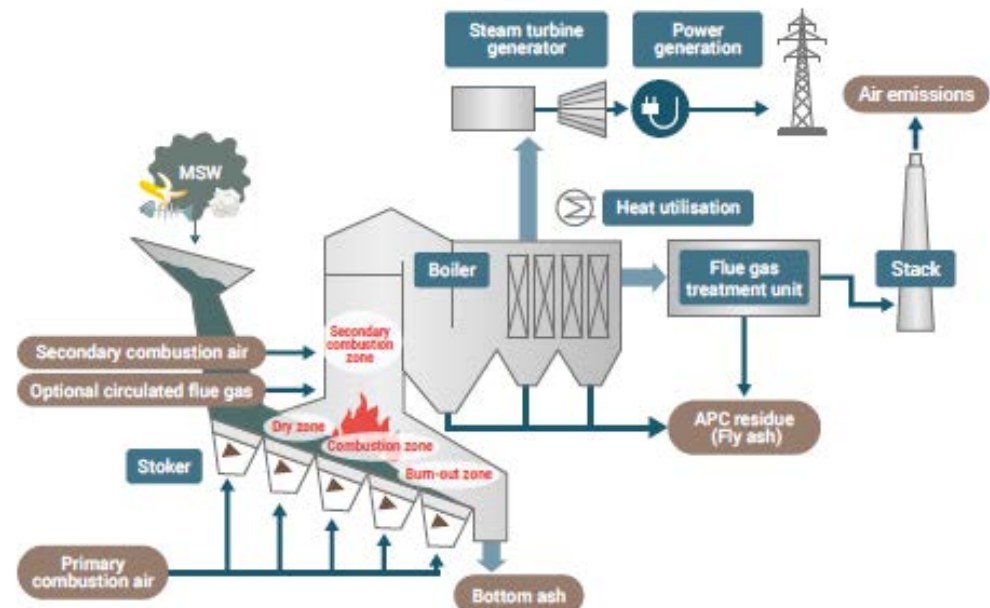 Steam turbine
generator
Power
generation
Air emissions
MSW
Heat utilisation
Boiler
Flue gas
treatment unit
Stack
Secondary
combustion
zone
Secondary combustion air
Optional circulated flue gas
Dry zone
Combustion zone
APC residue
(Fly ash)
Stoker
Burn-out zone
Primary
combustion air
Bottom ash